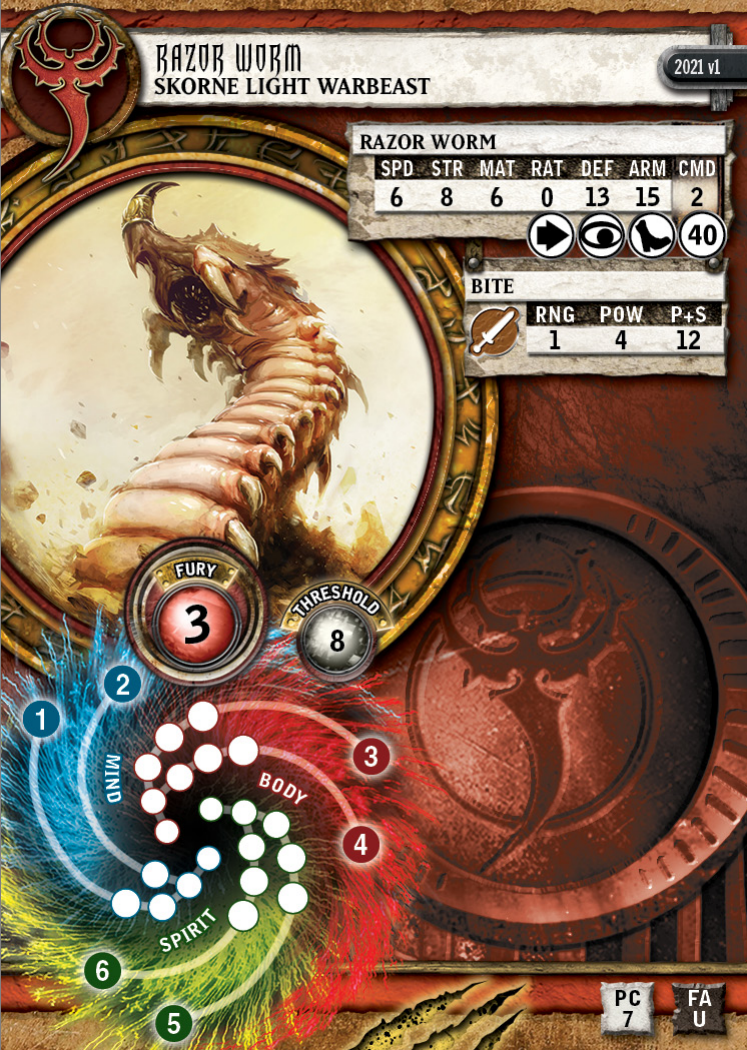 RAZOR WORM
SKORNE LIGHT WARBEAST
2021 v1
RAZOR WORM
SPD STR MAT RAT DEF ARM CMD
6 8 6 0 13 15 2
40
BITE
RNG POW P+S
1 4 12
FURY
3
THRESHOLD
8
1
2
MIND
3
BODY
4
SPIRIT
6
5
PC
7
FA
U